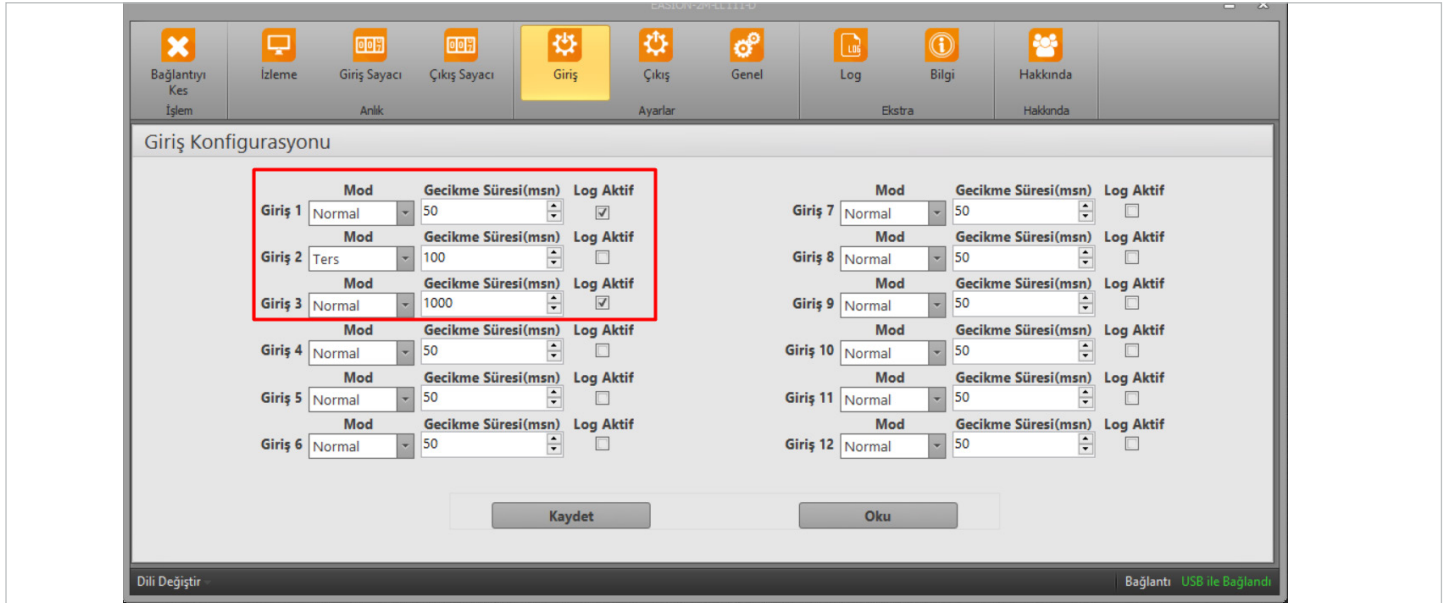 EASION-2M-EC111-D
Bağlantıyı Kes
İzleme
Giriş Sayacı
Çıkış Sayacı
Giriş
Çıkış
Genel
Log
Bilgi
Hakkında
İşlem
Anlık
Ayarlar
Ekstra
Hakkında
Giriş Konfigurasyonu
Mod Gecikme Süresi(msn) Log Aktif
Giriş 1 Normal 50
Mod Gecikme Süresi(msn) Log Aktif
Giriş 2 Ters 100
Mod Gecikme Süresi(msn) Log Aktif
Giriş 3 Normal 1000
Mod Gecikme Süresi(msn) Log Aktif
Giriş 4 Normal 50
Mod Gecikme Süresi(msn) Log Aktif
Giriş 5 Normal 50
Mod Gecikme Süresi(msn) Log Aktif
Giriş 6 Normal 50
Mod Gecikme Süresi(msn) Log Aktif
Giriş 7 Normal 50
Mod Gecikme Süresi(msn) Log Aktif
Giriş 8 Normal 50
Mod Gecikme Süresi(msn) Log Aktif
Giriş 9 Normal 50
Mod Gecikme Süresi(msn) Log Aktif
Giriş 10 Normal 50
Mod Gecikme Süresi(msn) Log Aktif
Giriş 11 Normal 50
Mod Gecikme Süresi(msn) Log Aktif
Giriş 12 Normal 50
Kaydet
Oku
Dili Değiştir
Bağlantı USB ile Bağlandı